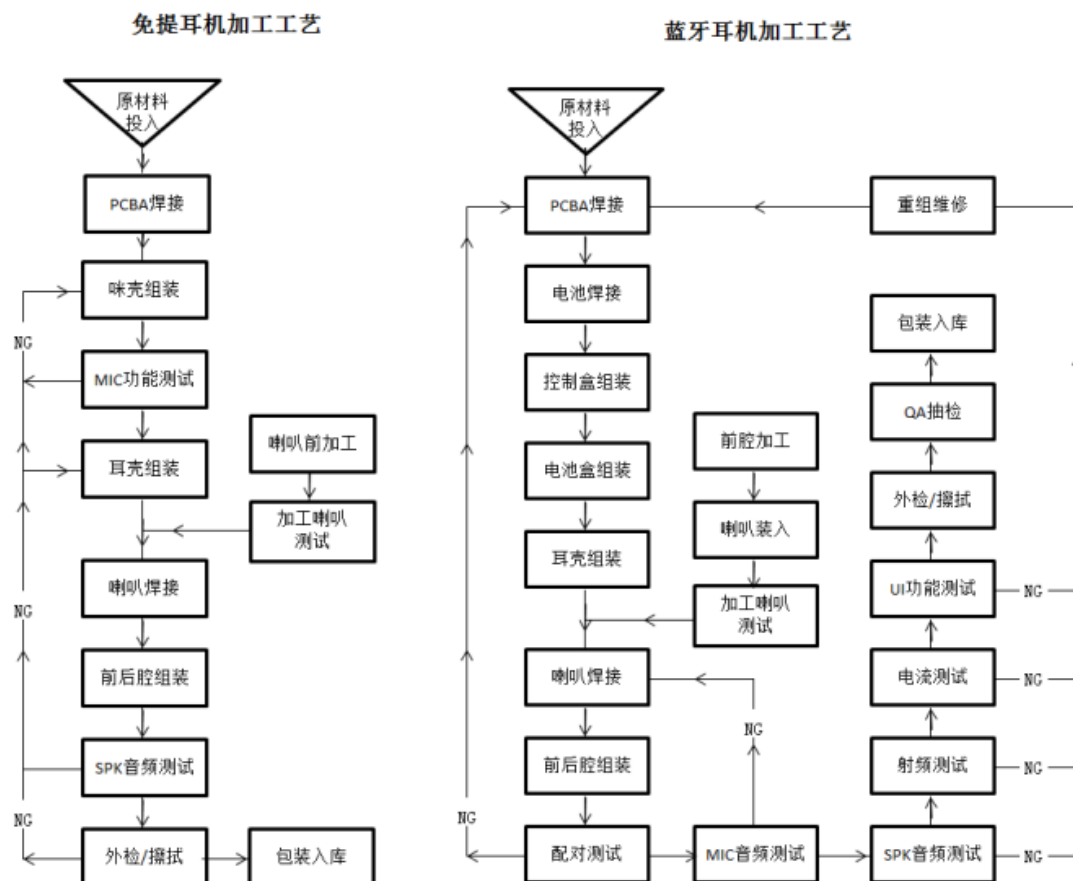 免提耳机加工工艺
原材料
投入
PCBA焊接
咪壳组装
NG
MIC功能测试
耳壳组装
喇叭前加工
加工喇叭
测试
NG
喇叭焊接
前后腔组装
SPK音频测试
NG
外检/擦拭
包装入库
蓝牙耳机加工工艺
原材料
投入
PCBA焊接
重组维修
电池焊接
控制盒组装
电池盒组装
耳壳组装
前腔加工
喇叭装入
加工喇叭
测试
喇叭焊接
NG
前后腔组装
NG
配对测试
MIC音频测试
SPK音频测试
NG
射频测试
NG
电流测试
NG
UI功能测试
NG
外检/擦拭
QA抽检
包装入库